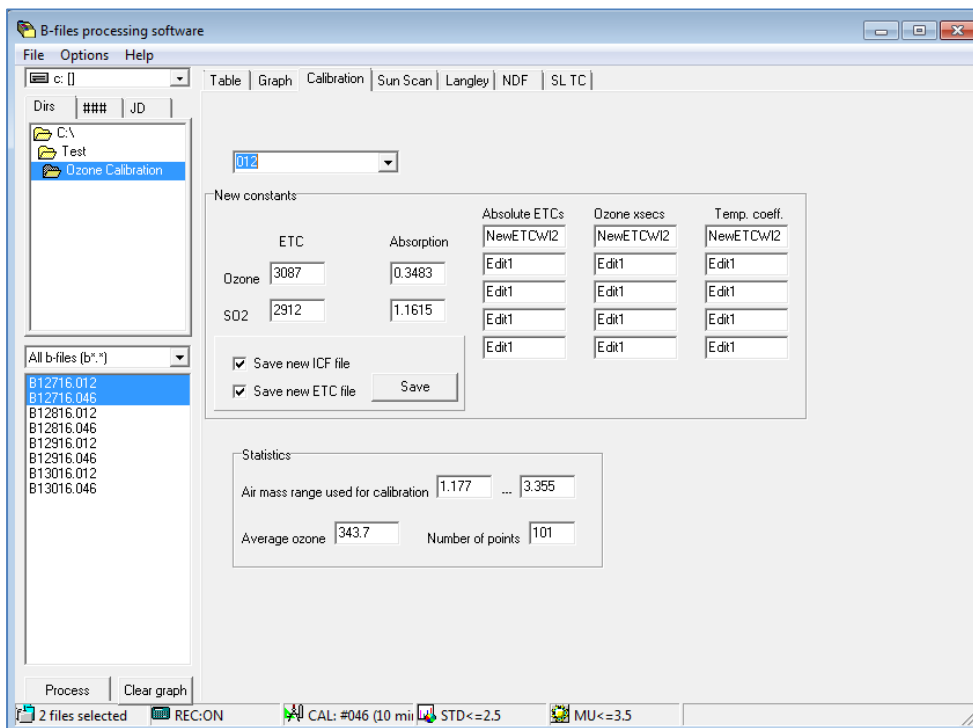 B-files processing software
File Options Help
c: []
Table Graph Calibration Sun Scan Langley NDF SL TC
Dirs ### JD
C:\
Test
Ozone Calibration
012
New constants
Absolute ETCs Ozone xsecs Temp. coeff.
ETC Absorption
NewETCWl2 NewETCWl2 NewETCWl2
Ozone 3087 0.3483
Edit1 Edit1 Edit1
Edit1 Edit1 Edit1
SO2 2912 1.1615
Edit1 Edit1 Edit1
Edit1 Edit1 Edit1
Save new ICF file
Save new ETC file
Save
All b-files (b*.*)
B12716.012
B12716.046
B12816.012
B12816.046
B12916.012
B12916.046
B13016.012
B13016.046
Statistics
Air mass range used for calibration 1.177 ... 3.355
Average ozone 343.7 Number of points 101
Process Clear graph
2 files selected REC:ON CAL: #046 (10 min STD<=2.5 MU<=3.5